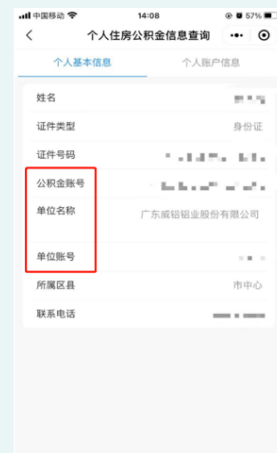 中国移动 14:08 57%
个人住房公积金信息查询
个人基本信息 个人账户信息
姓名
证件类型 身份证
证件号码
公积金账号
单位名称 广东威铝铝业股份有限公司
单位账号
所属区县 市中心
联系电话